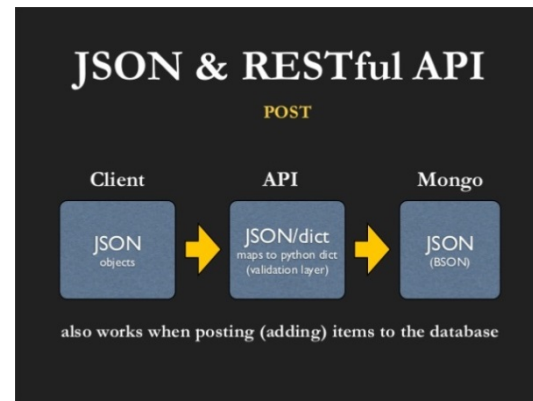 JSON & RESTful API
POST
Client
API
Mongo
JSON
objects
JSON/dict
maps to python dict
(validation layer)
JSON
(BSON)
also works when posting (adding) items to the database